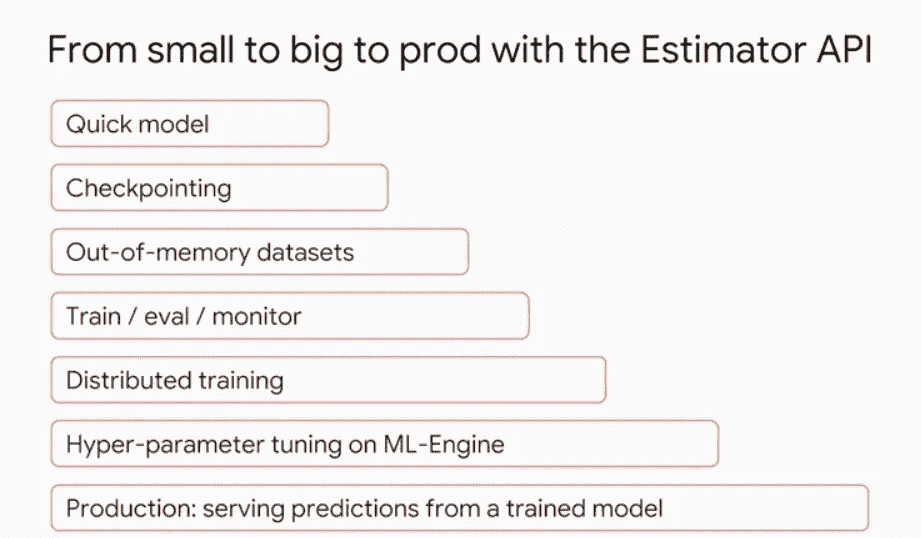 From small to big to prod with the Estimator API
Quick model
Checkpointing
Out-of-memory datasets
Train / eval / monitor
Distributed training
Hyper-parameter tuning on ML-Engine
Production: serving predictions from a trained model